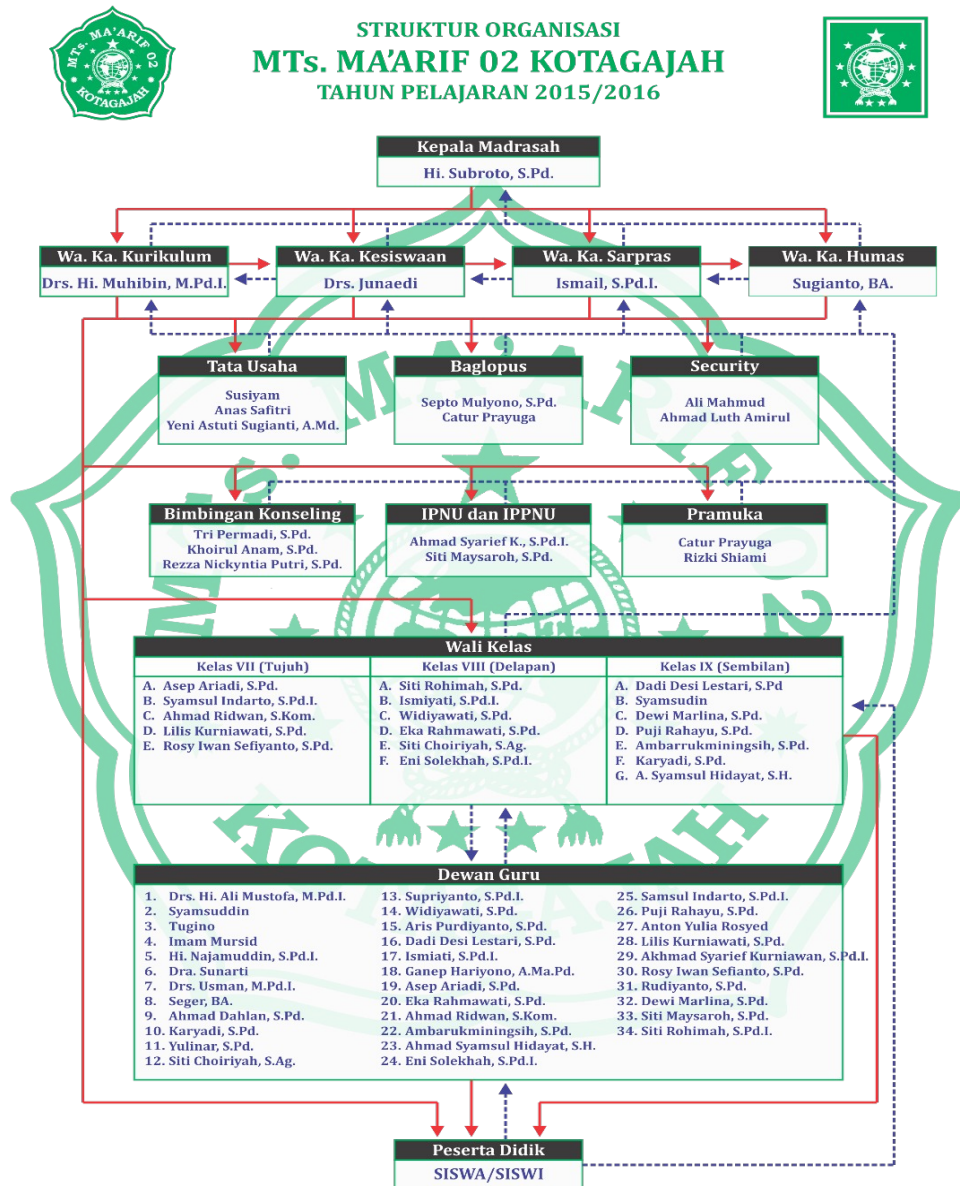 MTs. MA'ARIF 02
KOTAGAJAH
STRUKTUR ORGANISASI
MTs. MA'ARIF 02 KOTAGAJAH
TAHUN PELAJARAN 2015/2016
Kepala Madrasah
Hi. Subroto, S.Pd.
Wa. Ka. Kurikulum
Drs. Hi. Muhibin, M.Pd.I.
Wa. Ka. Kesiswaan
Drs. Junaedi
Wa. Ka. Sarpras
Ismail, S.Pd.I.
Wa. Ka. Humas
Sugianto, BA.
Tata Usaha
Susiyam
Anas Safitri
Yeni Astuti Sugianti, A.Md.
Baglopus
Septo Mulyono, S.Pd.
Catur Prayuga
Security
Ali Mahmud
Ahmad Luth Amirul
Bimbingan Konseling
Tri Permadi, S.Pd.
Khoirul Anam, S.Pd.
Rezza Nickyntia Putri, S.Pd.
IPNU dan IPPNU
Ahmad Syarief K., S.Pd.I.
Siti Maysaroh, S.Pd.
Pramuka
Catur Prayuga
Rizki Shiami
Wali Kelas
Kelas VII (Tujuh)
A. Asep Ariadi, S.Pd.
B. Syamsul Indarto, S.Pd.I.
C. Ahmad Ridwan, S.Kom.
D. Lilis Kurniawati, S.Pd.
E. Rosy Iwan Sefiyanto, S.Pd.
Kelas VIII (Delapan)
A. Siti Rohimah, S.Pd.
B. Ismiyati, S.Pd.I.
C. Widiyawati, S.Pd.
D. Eka Rahmawati, S.Pd.
E. Siti Choiriyah, S.Ag.
F. Eni Solekhah, S.Pd.I.
Kelas IX (Sembilan)
A. Dadi Desi Lestari, S.Pd
B. Syamsudin
C. Dewi Marlina, S.Pd.
D. Puji Rahayu, S.Pd.
E. Ambarrukminingsih, S.Pd.
F. Karyadi, S.Pd.
G. A. Syamsul Hidayat, S.H.
Dewan Guru
1. Drs. Hi. Ali Mustofa, M.Pd.I.
2. Syamsuddin
3. Tugino
4. Imam Mursid
5. Hi. Najamuddin, S.Pd.I.
6. Dra. Sunarti
7. Drs. Usman, M.Pd.I.
8. Seger, BA.
9. Ahmad Dahlan, S.Pd.
10. Karyadi, S.Pd.
11. Yulinar, S.Pd.
12. Siti Choiriyah, S.Ag.
13. Supriyanto, S.Pd.I.
14. Widiyawati, S.Pd.
15. Aris Purdiyanto, S.Pd.
16. Dadi Desi Lestari, S.Pd.
17. Ismiati, S.Pd.I.
18. Ganep Hariyono, A.Ma.Pd.
19. Asep Ariadi, S.Pd.
20. Eka Rahmawati, S.Pd.
21. Ahmad Ridwan, S.Kom.
22. Ambarukminingsih, S.Pd.
23. Ahmad Syamsul Hidayat, S.H.
24. Eni Solekhah, S.Pd.I.
25. Samsul Indarto, S.Pd.I.
26. Puji Rahayu, S.Pd.
27. Anton Yulia Rosyed
28. Lilis Kurniawati, S.Pd.
29. Akhmad Syarief Kurniawan, S.Pd.I.
30. Rosy Iwan Sefianto, S.Pd.
31. Rudiyanto, S.Pd.
32. Dewi Marlina, S.Pd.
33. Siti Maysaroh, S.Pd.
34. Siti Rohimah, S.Pd.I.
Peserta Didik
SISWA/SISWI
MTs. MA'ARIF 02
KOTAGAJAH